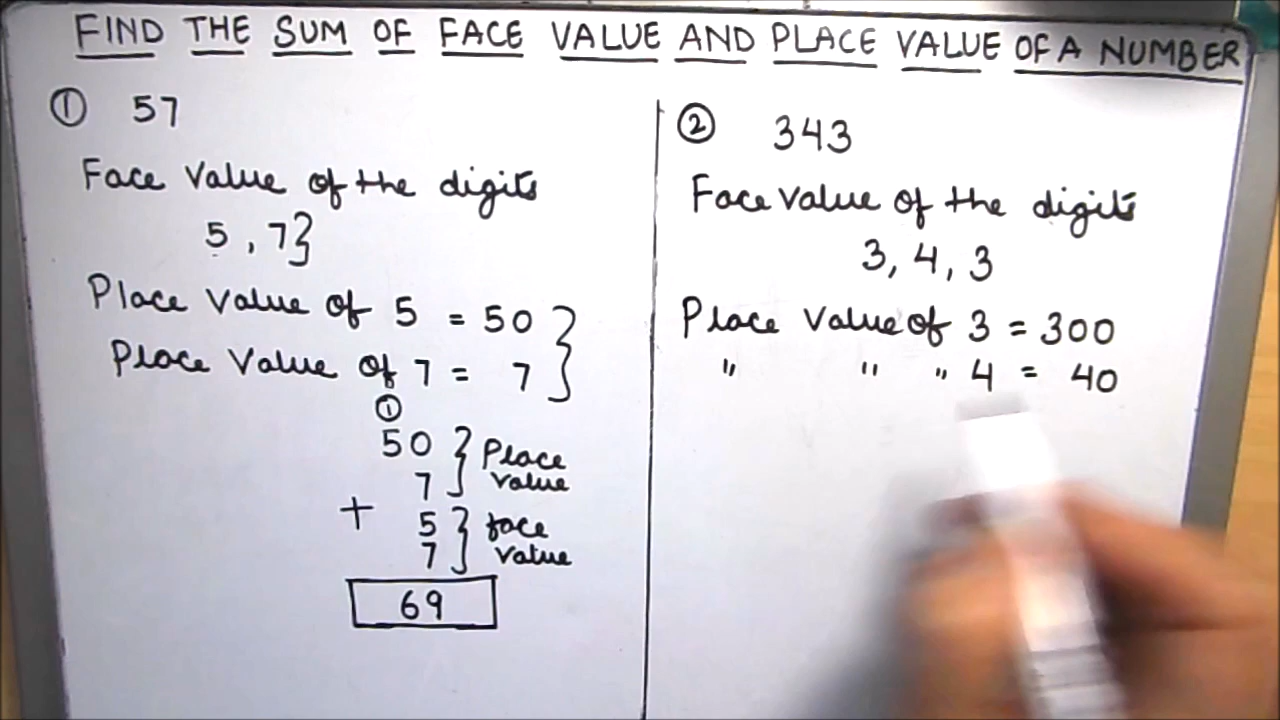 FIND THE SUM OF FACE VALUE AND PLACE VALUE OF A NUMBER
① 57
Face Value of the digits
5, 7}
Place Value of 5 = 50
Place Value of 7 = 7
①
50
7
Place
value
+ 5
7
face
value
69
② 343
Face value of the digits
3, 4, 3
Place Value of 3 = 300
" " " 4 = 40